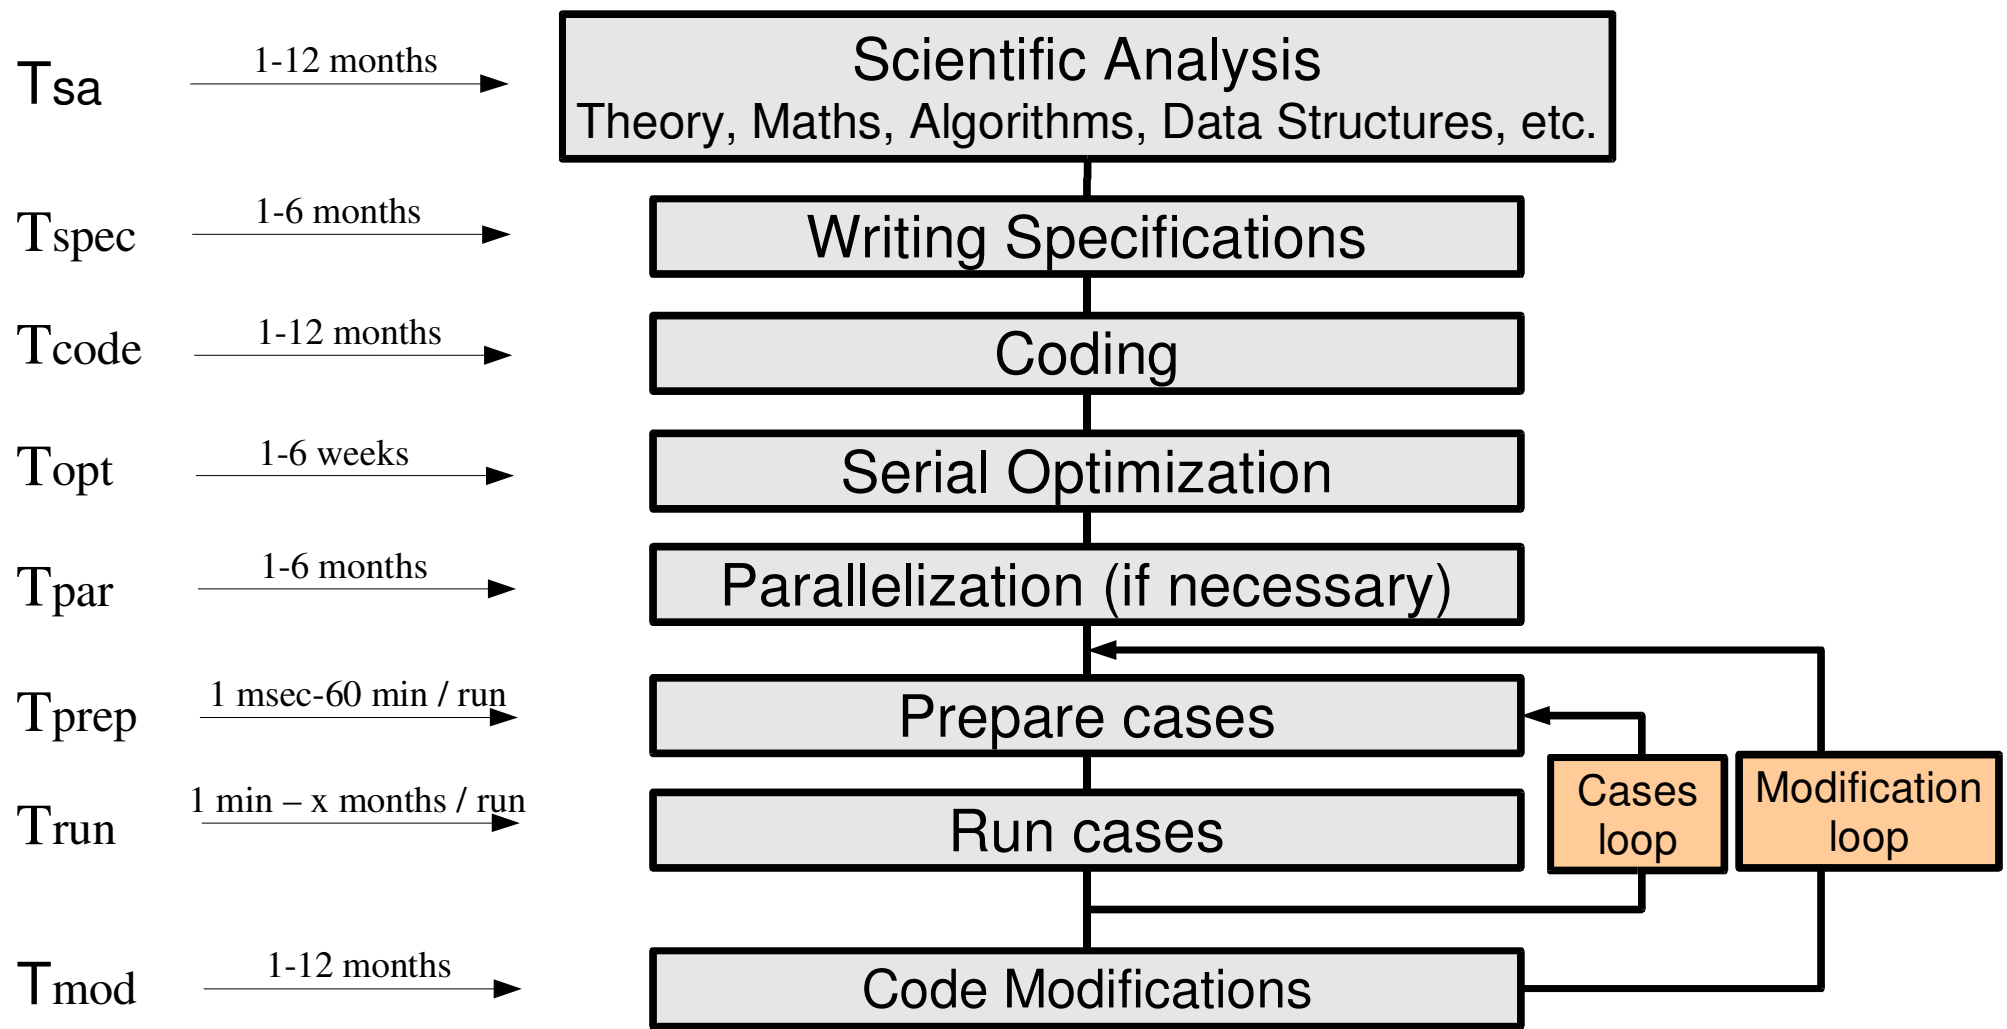 Tsa
1-12 months
Scientific Analysis
Theory, Maths, Algorithms, Data Structures, etc.
Tspec
1-6 months
Writing Specifications
Tcode
1-12 months
Coding
Topt
1-6 weeks
Serial Optimization
Tpar
1-6 months
Parallelization (if necessary)
Tprep
1 msec-60 min / run
Prepare cases
Trun
1 min – x months / run
Run cases
Cases
loop
Modification
loop
Tmod
1-12 months
Code Modifications